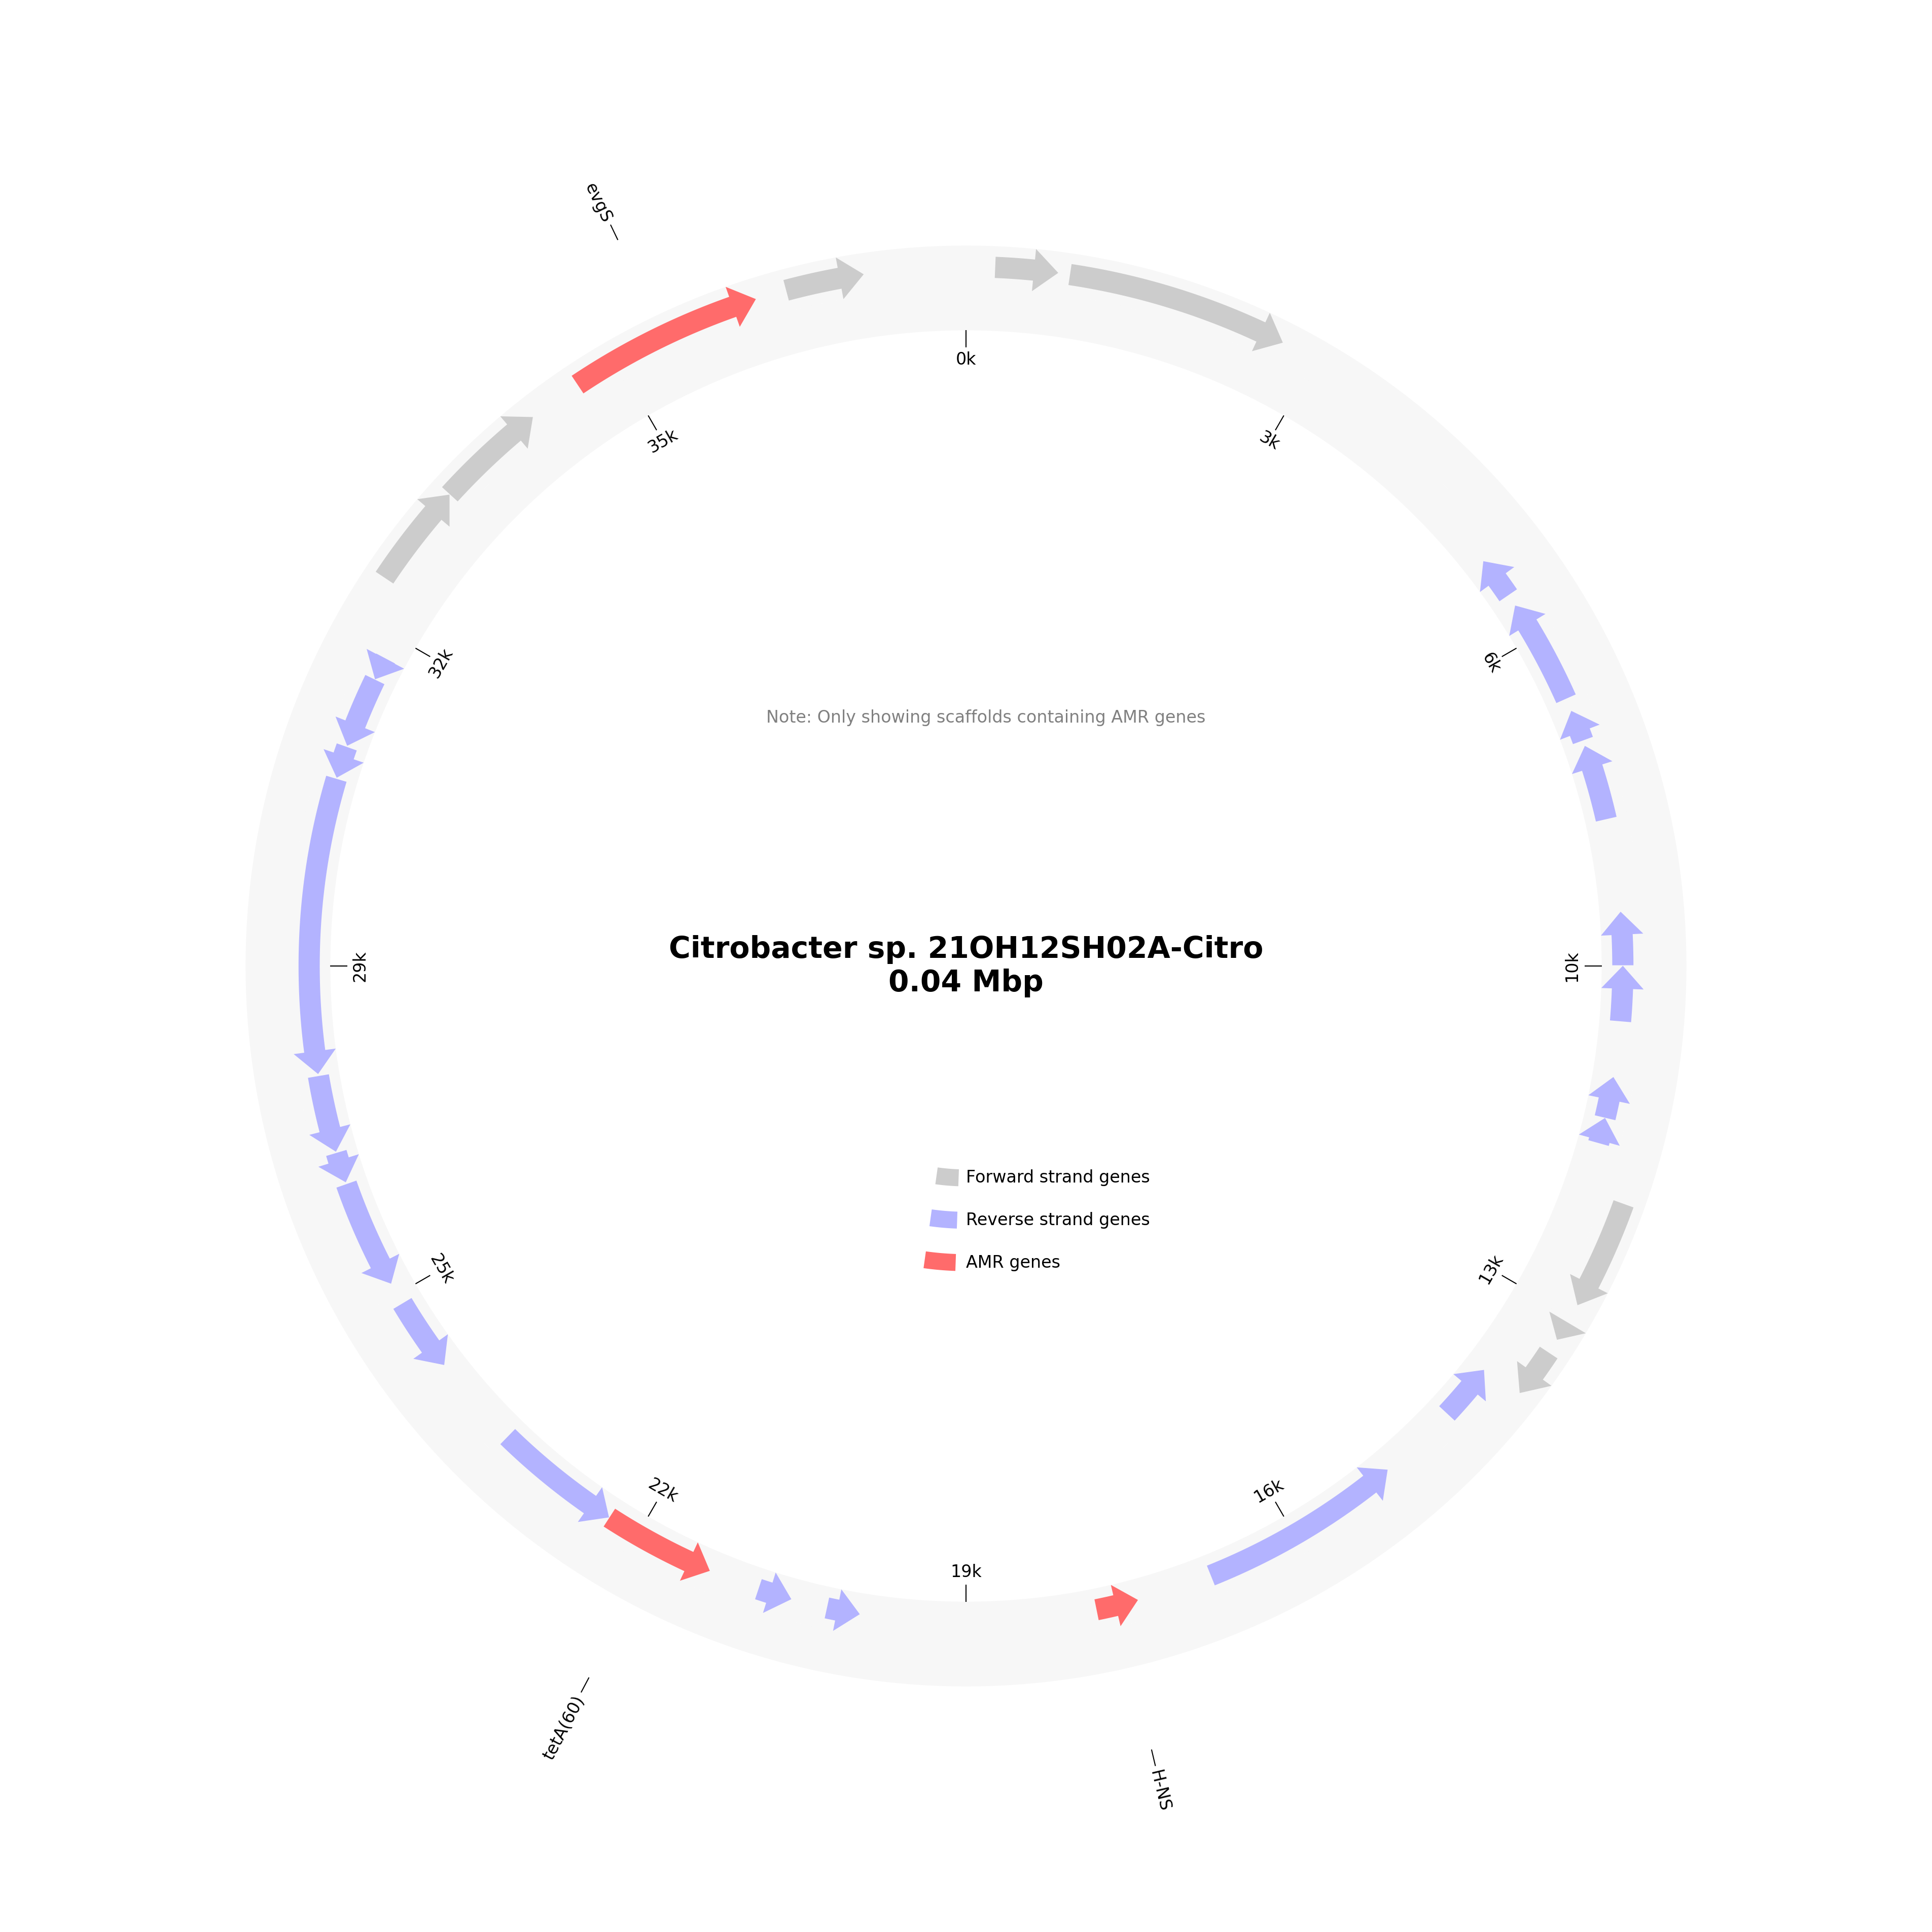 evgS
0k
35k
3k
32k
6k
Note: Only showing scaffolds containing AMR genes
Citrobacter sp. 21OH12SH02A-Citro
0.04 Mbp
29k
10k
Forward strand genes
Reverse strand genes
AMR genes
25k
13k
22k
16k
19k
tetA(60)
H-NS